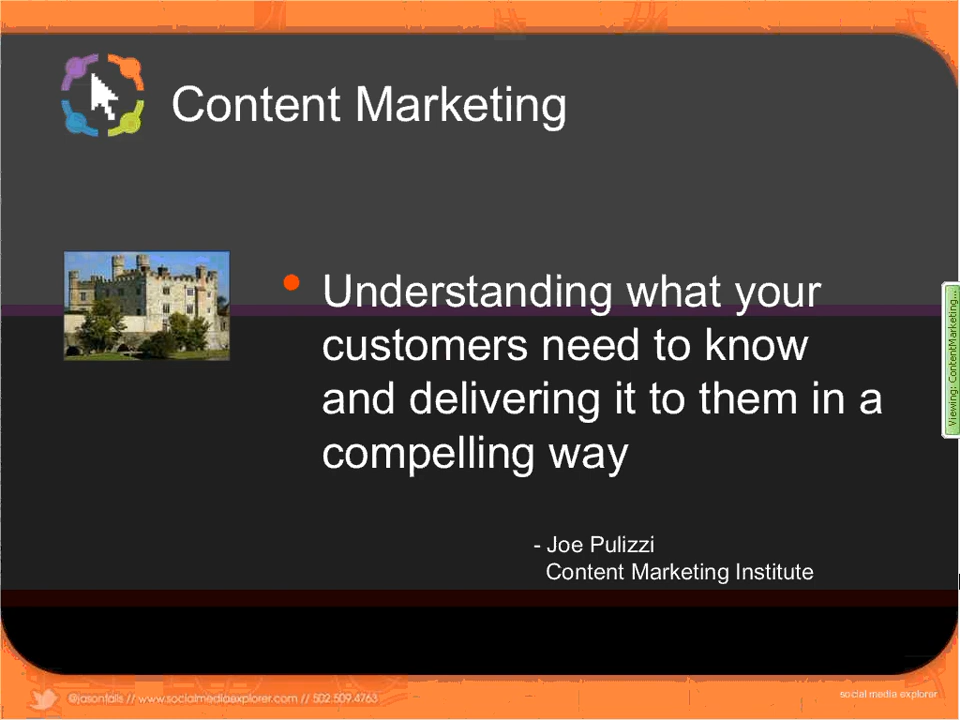 Content Marketing
• Understanding what your
customers need to know
and delivering it to them in a
compelling way
- Joe Pulizzi
Content Marketing Institute
Viewing: ContentMarketing...
@jasonfalls // www.socialmediaexplorer.com // 502.509.4763
social media explorer